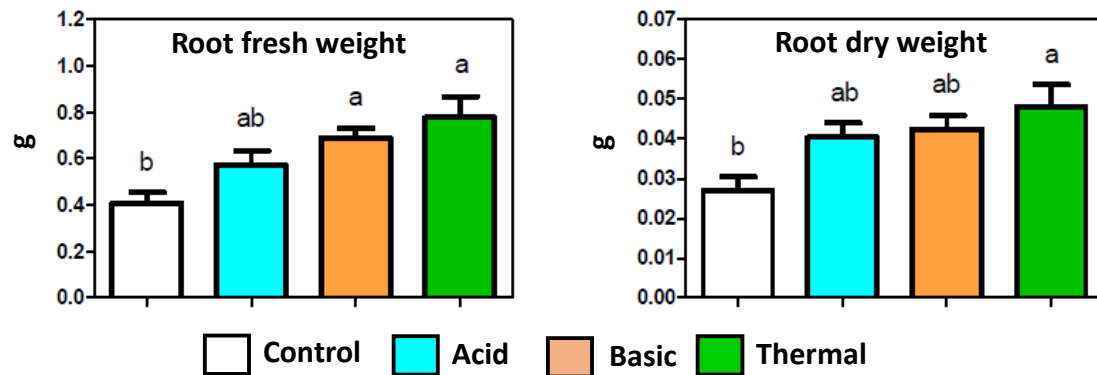 Root fresh weight
g
1.2
1.0
0.8
0.6
0.4
0.2
0.0
b
ab
a
a
Root dry weight
g
0.07
0.06
0.05
0.04
0.03
0.02
0.01
0.00
b
ab
ab
a
Control Acid Basic Thermal